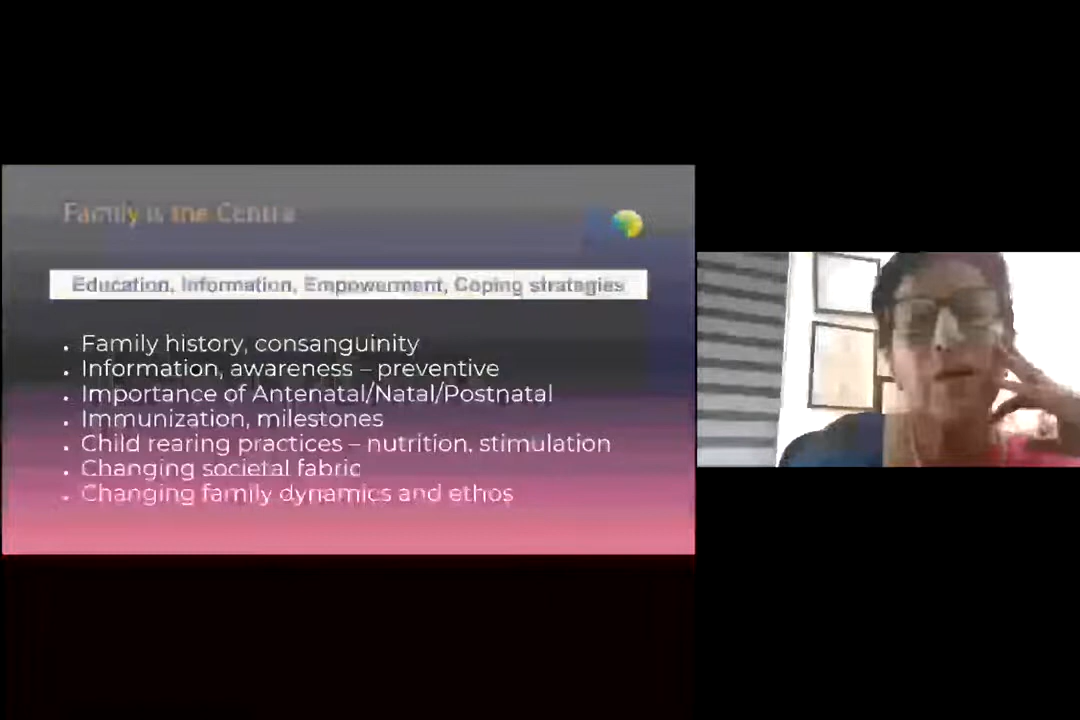 Family is the Centre
Education, Information, Empowerment, Coping strategies
• Family history, consanguinity
• Information, awareness – preventive
• Importance of Antenatal/Natal/Postnatal
• Immunization, milestones
• Child rearing practices – nutrition, stimulation
• Changing societal fabric
• Changing family dynamics and ethos